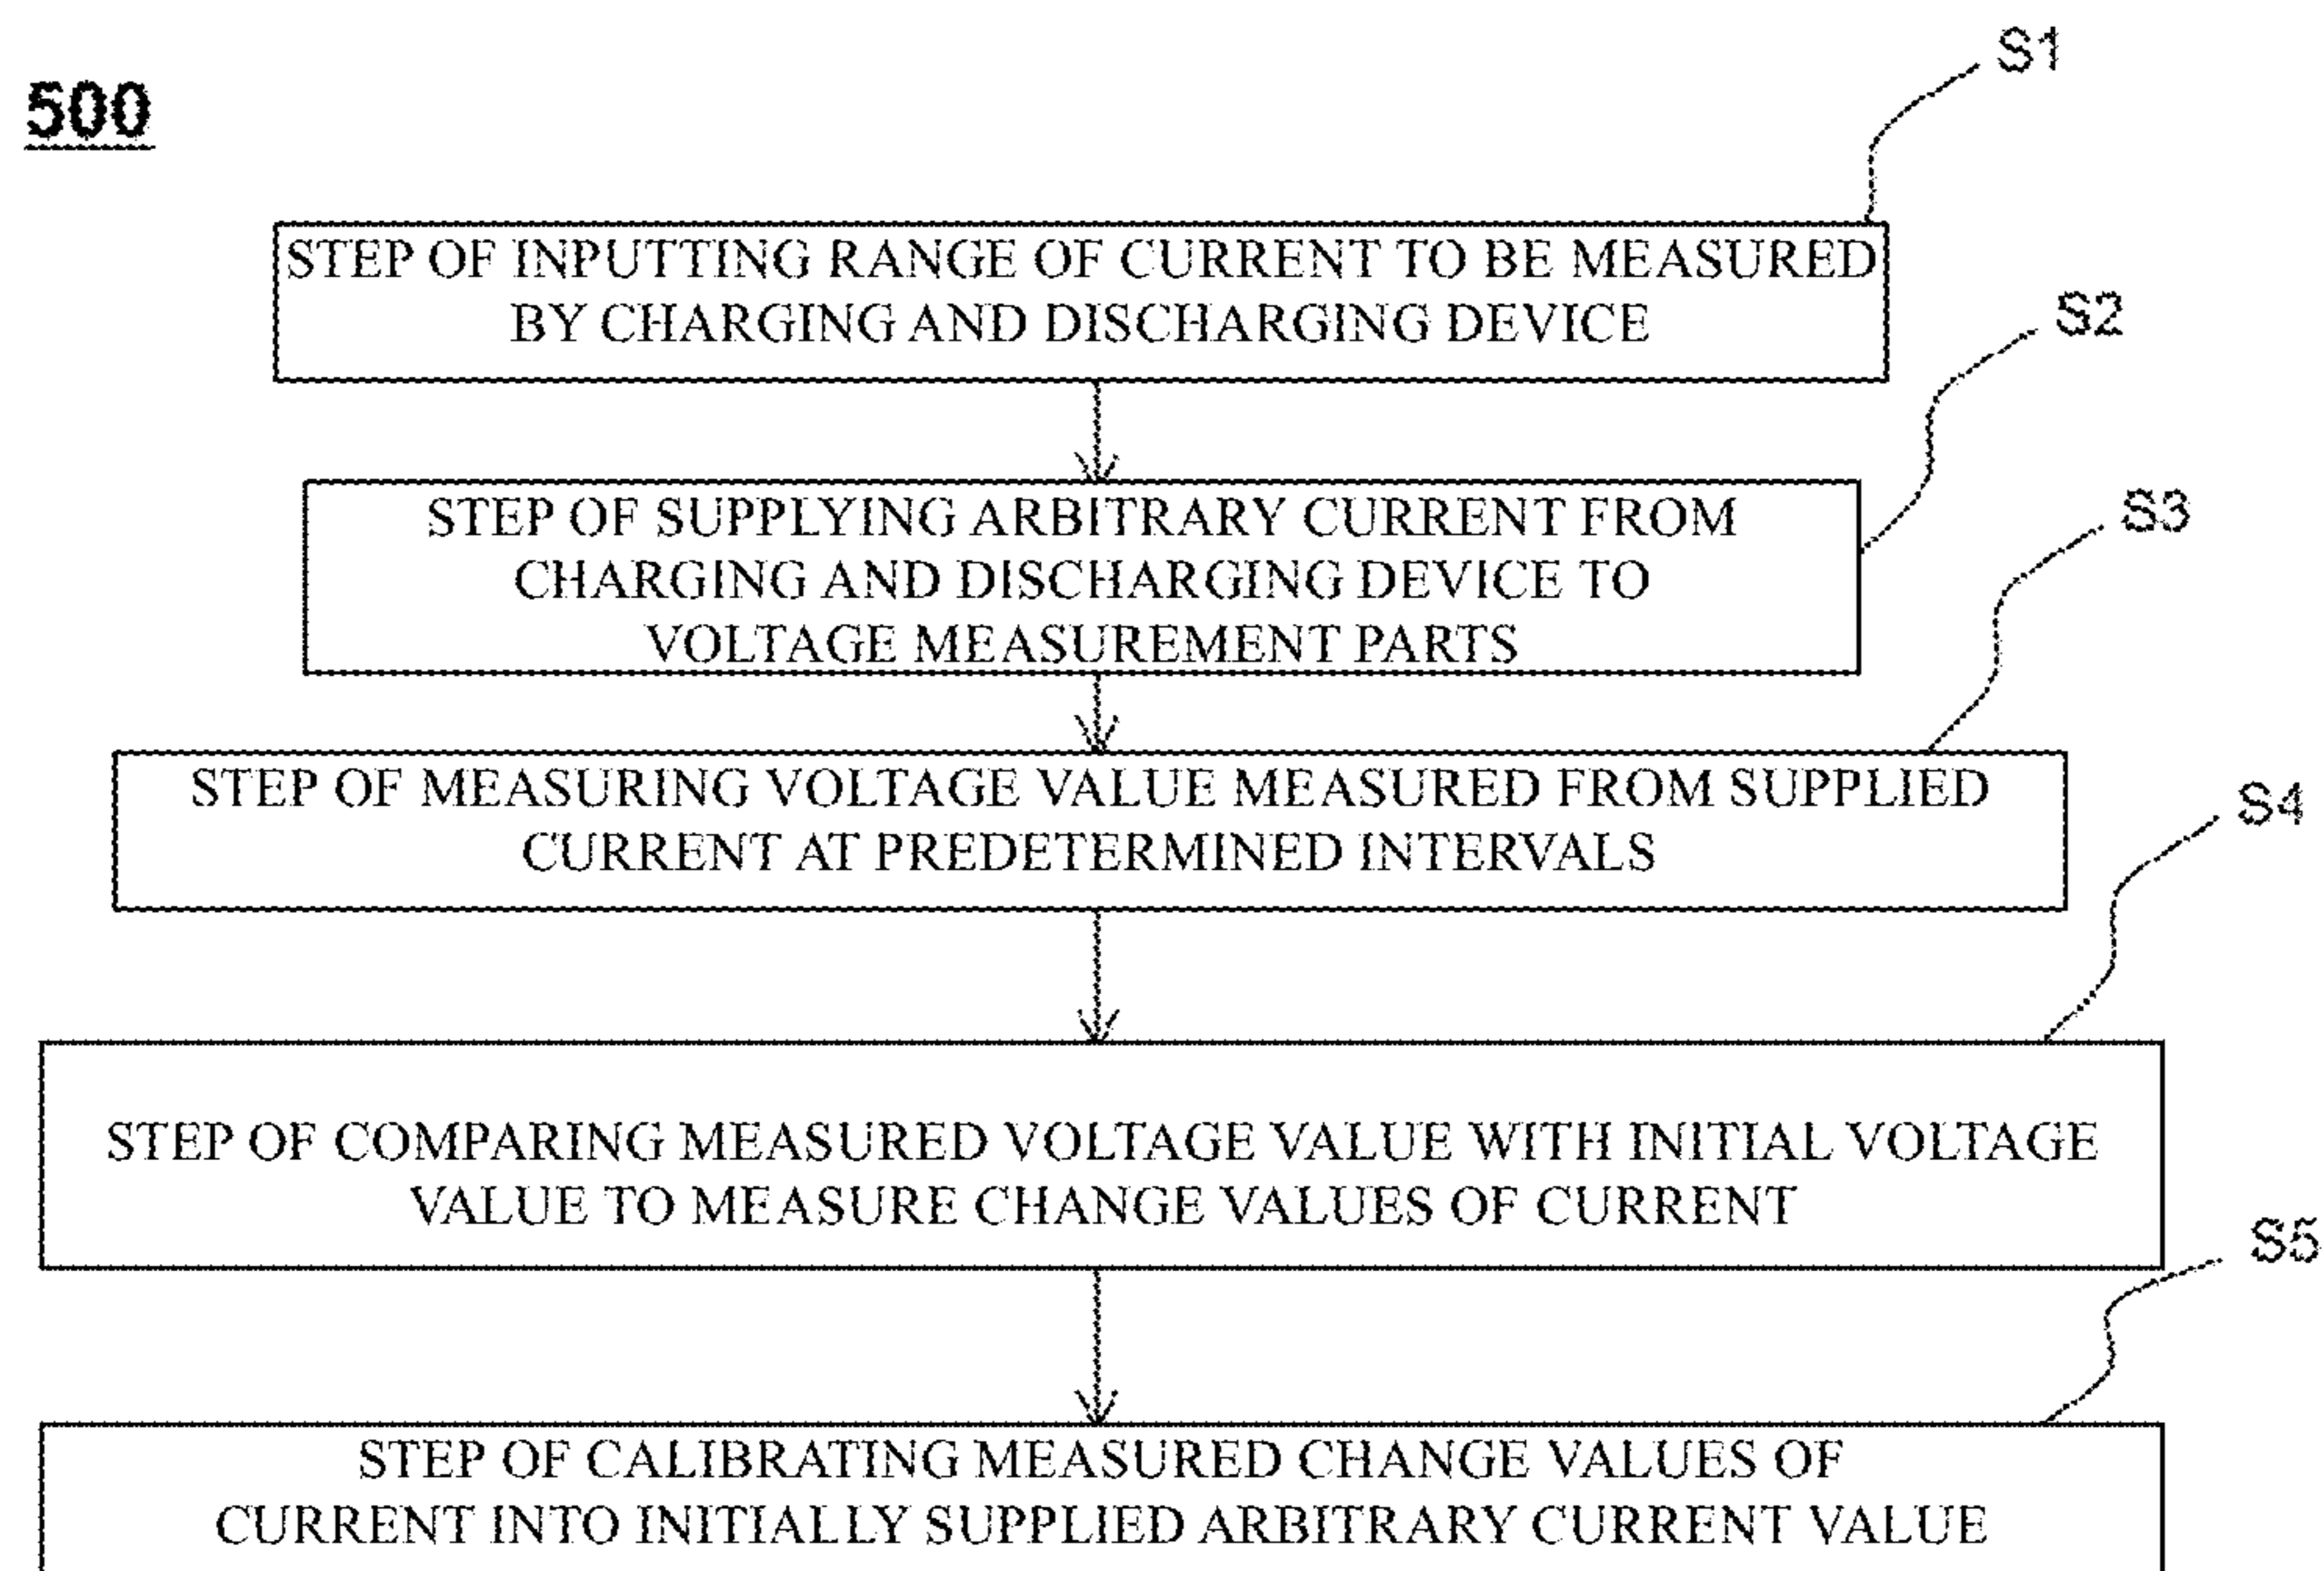 500
S1
STEP OF INPUTTING RANGE OF CURRENT TO BE MEASURED
BY CHARGING AND DISCHARGING DEVICE
S2
STEP OF SUPPLYING ARBITRARY CURRENT FROM
CHARGING AND DISCHARGING DEVICE TO
VOLTAGE MEASUREMENT PARTS
S3
STEP OF MEASURING VOLTAGE VALUE MEASURED FROM SUPPLIED
CURRENT AT PREDETERMINED INTERVALS
S4
STEP OF COMPARING MEASURED VOLTAGE VALUE WITH INITIAL VOLTAGE
VALUE TO MEASURE CHANGE VALUES OF CURRENT
S5
STEP OF CALIBRATING MEASURED CHANGE VALUES OF
CURRENT INTO INITIALLY SUPPLIED ARBITRARY CURRENT VALUE